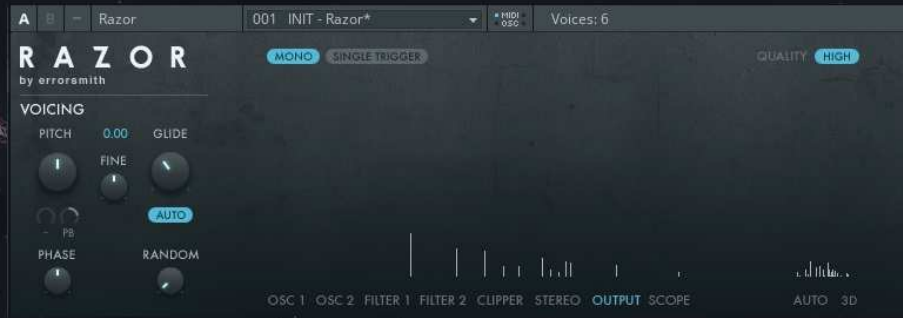 A B – Razor 001 INIT - Razor* MIDI OSC Voices: 6
RAZOR
by errorsmith
MONO SINGLE TRIGGER QUALITY HIGH
VOICING
PITCH 0.00 GLIDE
FINE
- PB AUTO
PHASE RANDOM
OSC 1 OSC 2 FILTER 1 FILTER 2 CLIPPER STEREO OUTPUT SCOPE AUTO 3D